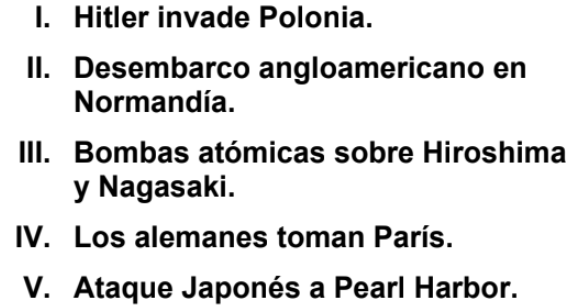 I. Hitler invade Polonia.
II. Desembarco angloamericano en
Normandía.
III. Bombas atómicas sobre Hiroshima
y Nagasaki.
IV. Los alemanes toman París.
V. Ataque Japonés a Pearl Harbor.